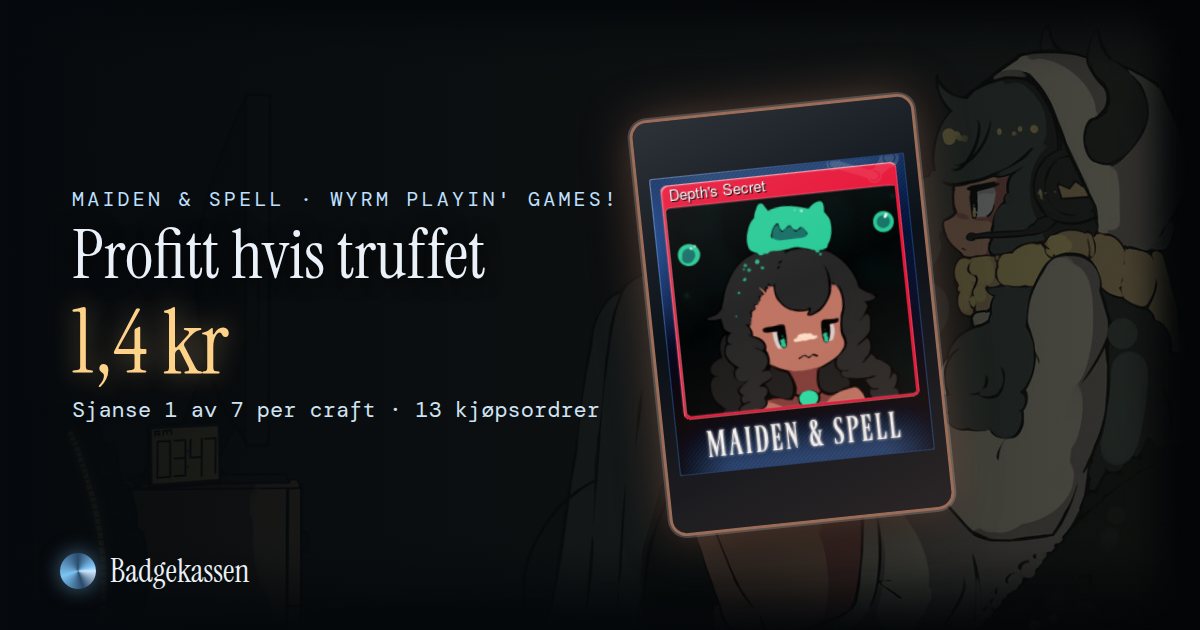 MAIDEN & SPELL · WYRM PLAYIN' GAMES!
Profitt hvis truffet
1,4 kr
Sjanse 1 av 7 per craft · 13 kjøpsordrer
Badgekassen
Depth's Secret
MAIDEN & SPELL